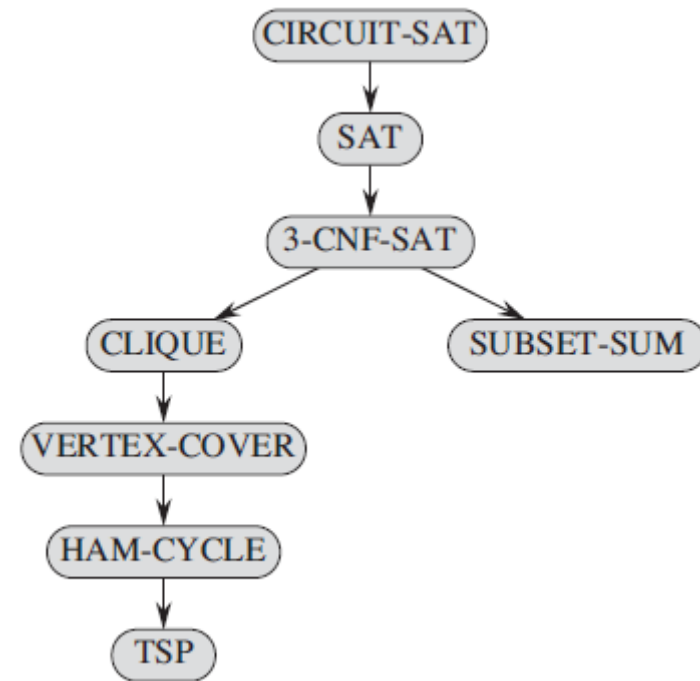 CIRCUIT-SAT
SAT
3-CNF-SAT
CLIQUE
SUBSET-SUM
VERTEX-COVER
HAM-CYCLE
TSP